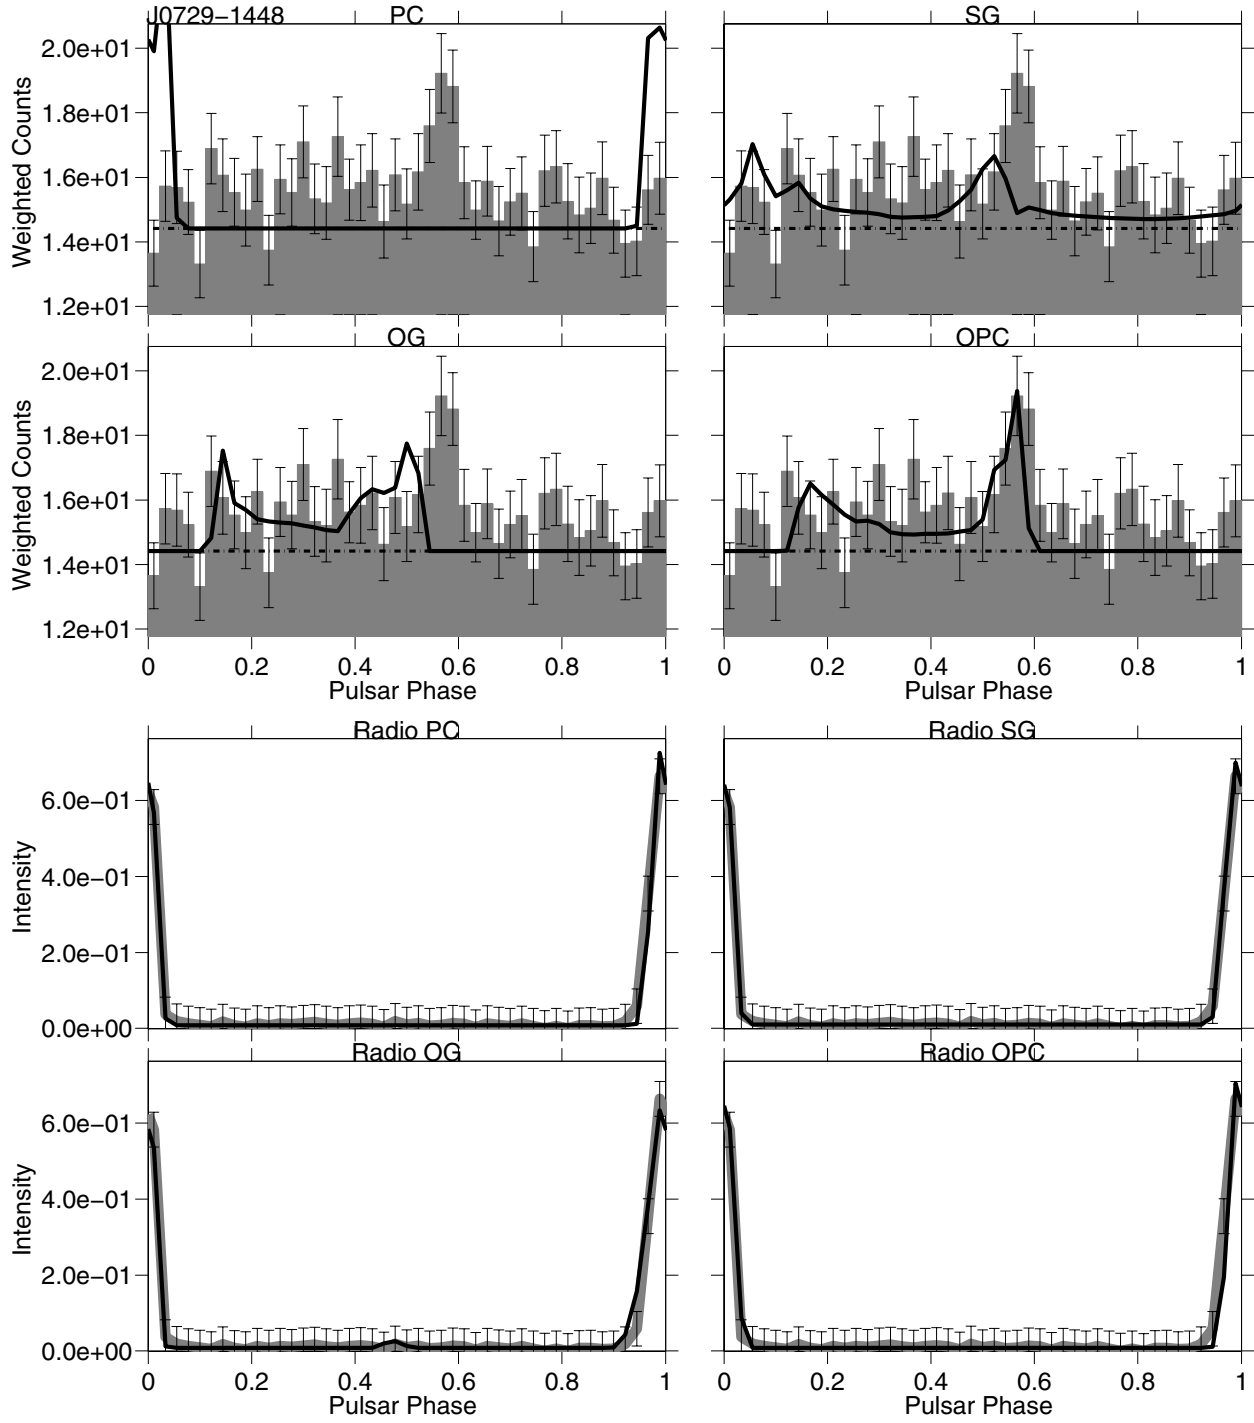 J0729−1448 PC SG
2.0e+01
1.8e+01
1.6e+01
1.4e+01
1.2e+01
Weighted Counts
OG OPC
2.0e+01
1.8e+01
1.6e+01
1.4e+01
1.2e+01
Weighted Counts
0 0.2 0.4 0.6 0.8 1 0 0.2 0.4 0.6 0.8 1
Pulsar Phase Pulsar Phase
Radio PC Radio SG
6.0e−01
4.0e−01
2.0e−01
0.0e+00
Intensity
Radio OG Radio OPC
6.0e−01
4.0e−01
2.0e−01
0.0e+00
Intensity
0 0.2 0.4 0.6 0.8 1 0 0.2 0.4 0.6 0.8 1
Pulsar Phase Pulsar Phase